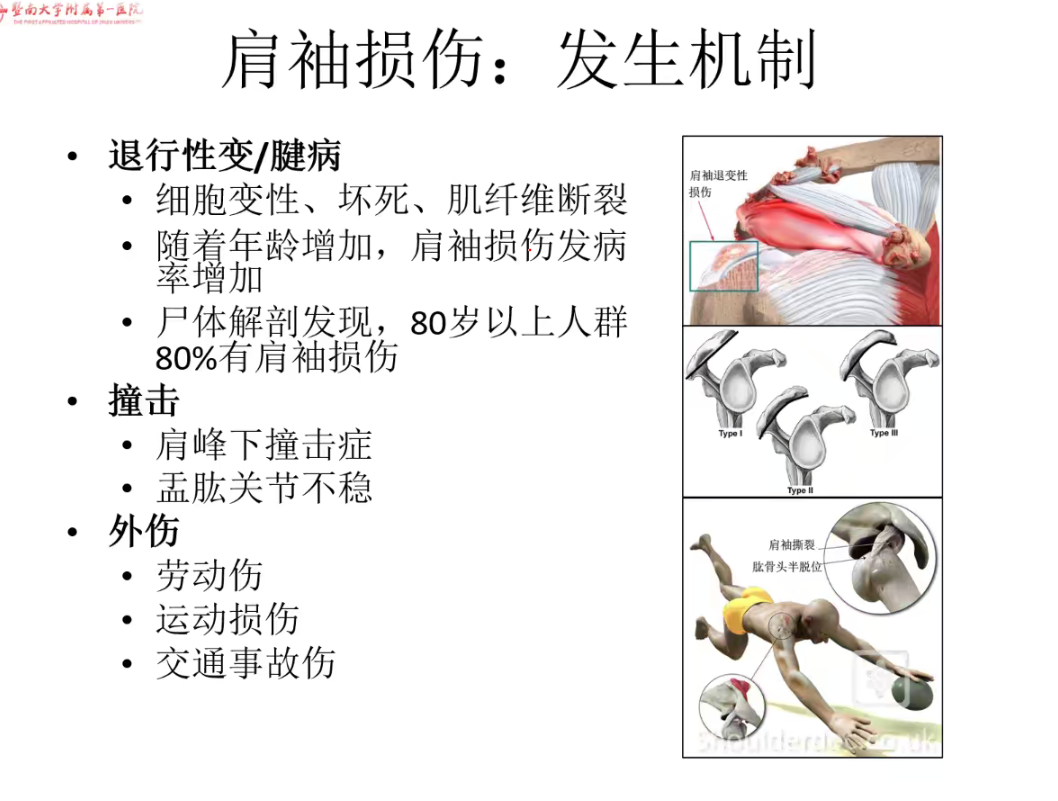 暨南大学附属第一医院
THE FIRST AFFILIATED HOSPITAL OF JINAN UNIVERSITY
肩袖损伤：发生机制
• 退行性变/腱病
• 细胞变性、坏死、肌纤维断裂
• 随着年龄增加，肩袖损伤发病
率增加
• 尸体解剖发现，80岁以上人群
80%有肩袖损伤
• 撞击
• 肩峰下撞击症
• 盂肱关节不稳
• 外伤
• 劳动伤
• 运动损伤
• 交通事故伤
肩袖退变性
损伤
Type I
Type III
Type II
肩袖撕裂
肱骨头半脱位
Shoulderdoc.co.uk